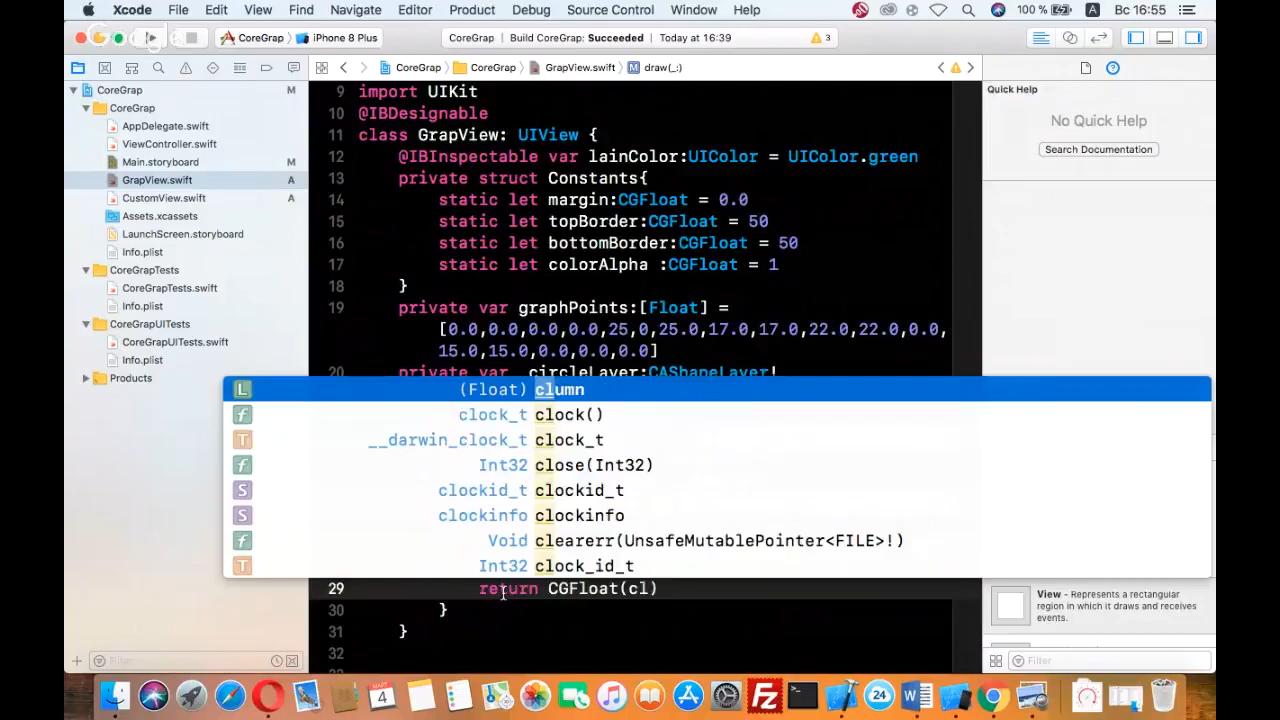 Xcode File Edit View Find Navigate Editor Product Debug Source Control Window Help 100 % A Вс 16:55
CoreGrap iPhone 8 Plus CoreGrap Build CoreGrap: Succeeded Today at 16:39 3
CoreGrap CoreGrap GrapView.swift M draw(_:)
CoreGrap M
CoreGrap
AppDelegate.swift
ViewController.swift
Main.storyboard M
GrapView.swift A
CustomView.swift A
Assets.xcassets
LaunchScreen.storyboard
Info.plist
CoreGrapTests
CoreGrapTests.swift
Info.plist
CoreGrapUITests
CoreGrapUITests.swift
Info.plist
Products
Filter
9 import UIKit
10 @IBDesignable
11 class GrapView: UIView {
12 @IBInspectable var lainColor:UIColor = UIColor.green
13 private struct Constants{
14 static let margin:CGFloat = 0.0
15 static let topBorder:CGFloat = 50
16 static let bottomBorder:CGFloat = 50
17 static let colorAlpha :CGFloat = 1
18 }
19 private var graphPoints:[Float] =
[0.0,0.0,0.0,0.0,25,0,25.0,17.0,17.0,22.0,22.0,0.0,
15.0,15.0,0.0,0.0,0.0]
20 private var circleLayer:CAShapeLayer!
L (Float) clumn
f clock_t clock()
T __darwin_clock_t clock_t
f Int32 close(Int32)
S clockid_t clockid_t
S clockinfo clockinfo
f Void clearerr(UnsafeMutablePointer<FILE>!)
T Int32 clock_id_t
29 return CGFloat(cl)
30 }
31 }
32
Quick Help
No Quick Help
Search Documentation
View - Represents a rectangular
region in which it draws and receives
events.
Filter
МАРТ
4
24